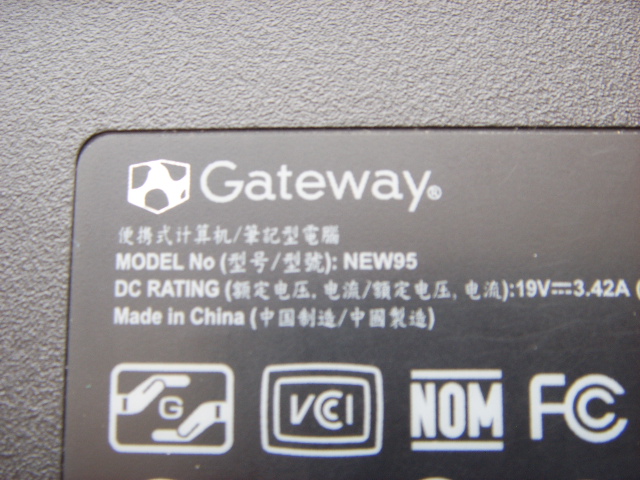 Gateway®
便携式计算机/筆記型電腦
MODEL No (型号/型號): NEW95
DC RATING (额定电压, 电流/額定電壓, 電流):19V⎓3.42A
Made in China (中国制造/中國製造)
G VCCI NOM FC